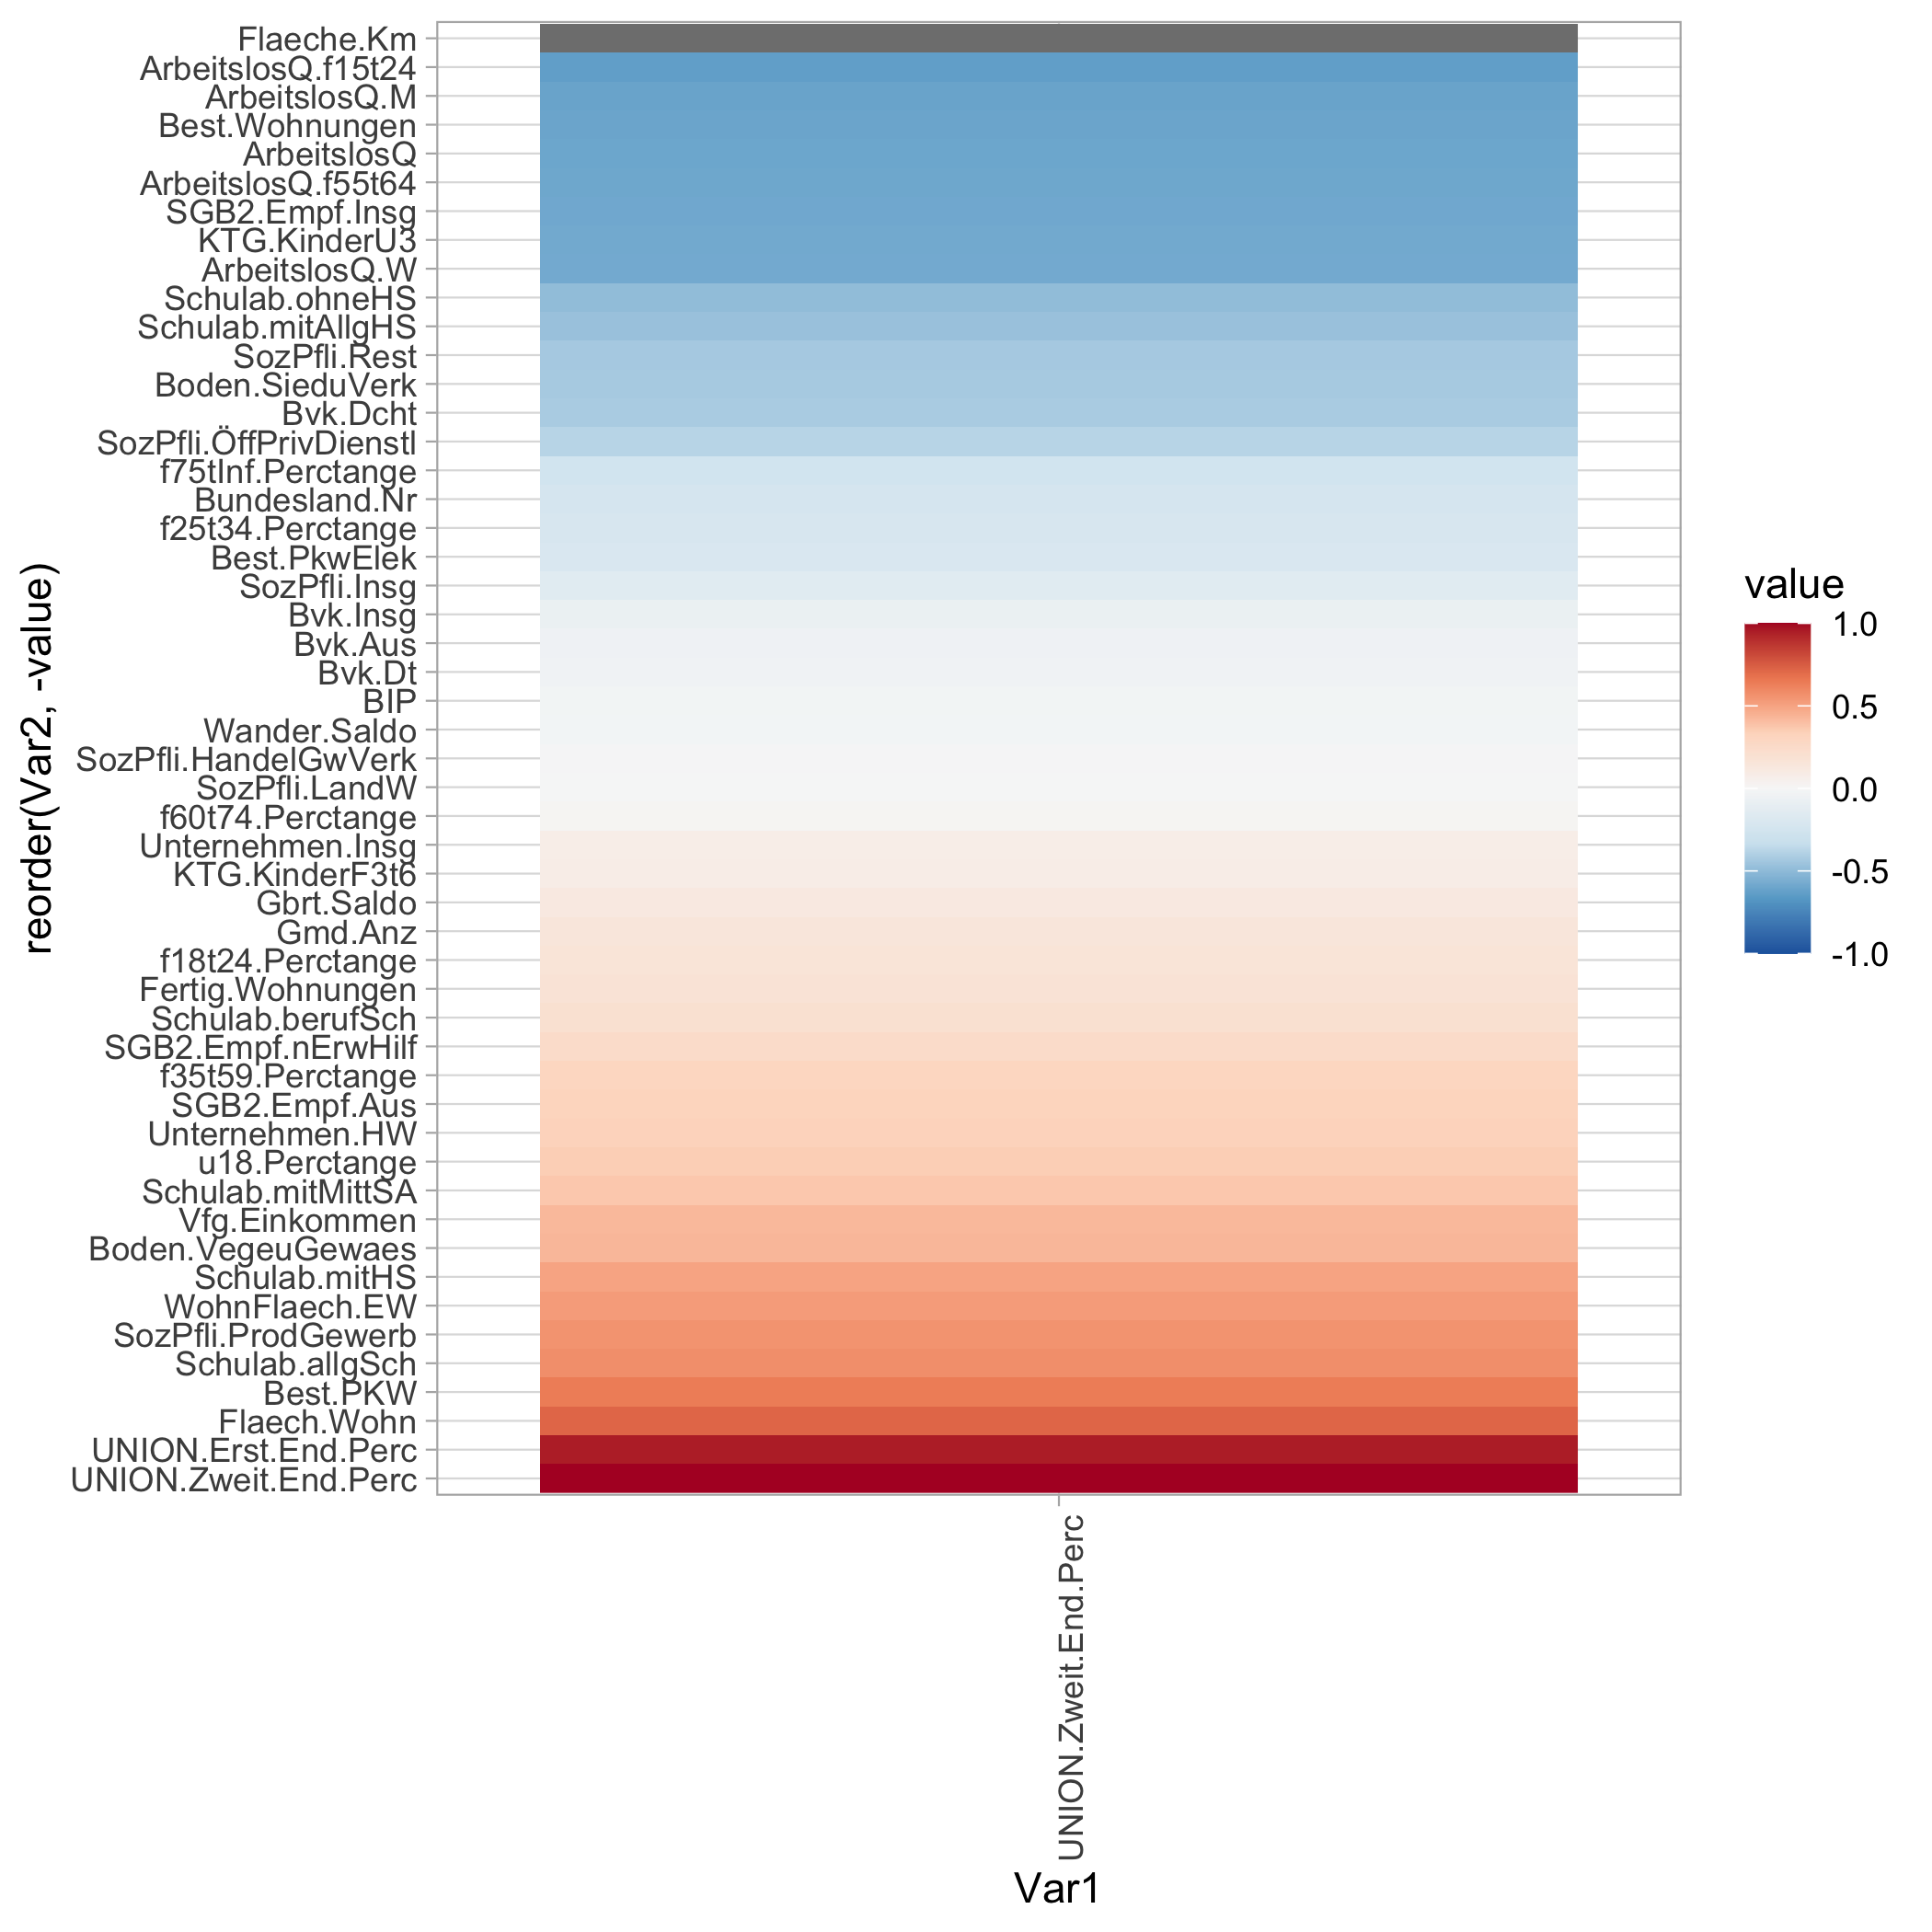 Flaeche.Km
ArbeitslosQ.f15t24
ArbeitslosQ.M
Best.Wohnungen
ArbeitslosQ
ArbeitslosQ.f55t64
SGB2.Empf.Insg
KTG.KinderU3
ArbeitslosQ.W
Schulab.ohneHS
Schulab.mitAllgHS
SozPfli.Rest
Boden.SieduVerk
Bvk.Dcht
SozPfli.ÖffPrivDienstl
f75tInf.Perctange
Bundesland.Nr
f25t34.Perctange
Best.PkwElek
SozPfli.Insg
Bvk.Insg
Bvk.Aus
Bvk.Dt
BIP
Wander.Saldo
SozPfli.HandelGwVerk
SozPfli.LandW
f60t74.Perctange
Unternehmen.Insg
KTG.KinderF3t6
Gbrt.Saldo
Gmd.Anz
f18t24.Perctange
Fertig.Wohnungen
Schulab.berufSch
SGB2.Empf.nErwHilf
f35t59.Perctange
SGB2.Empf.Aus
Unternehmen.HW
u18.Perctange
Schulab.mitMittSA
Vfg.Einkommen
Boden.VegeuGewaes
Schulab.mitHS
WohnFlaech.EW
SozPfli.ProdGewerb
Schulab.allgSch
Best.PKW
Flaech.Wohn
UNION.Erst.End.Perc
UNION.Zweit.End.Perc
reorder(Var2, -value)
UNION.Zweit.End.Perc
Var1
value
1.0
0.5
0.0
-0.5
-1.0